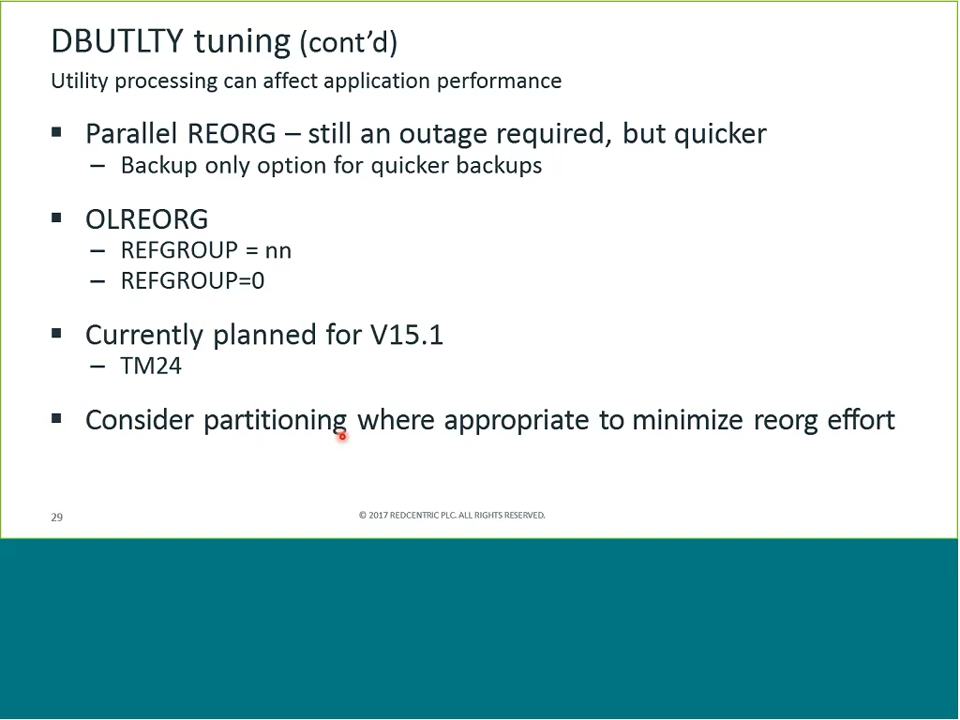 DBUTLTY tuning (cont’d)
Utility processing can affect application performance
▪ Parallel REORG – still an outage required, but quicker
– Backup only option for quicker backups
▪ OLREORG
– REFGROUP = nn
– REFGROUP=0
▪ Currently planned for V15.1
– TM24
▪ Consider partitioning where appropriate to minimize reorg effort
29
© 2017 REDCENTRIC PLC. ALL RIGHTS RESERVED.